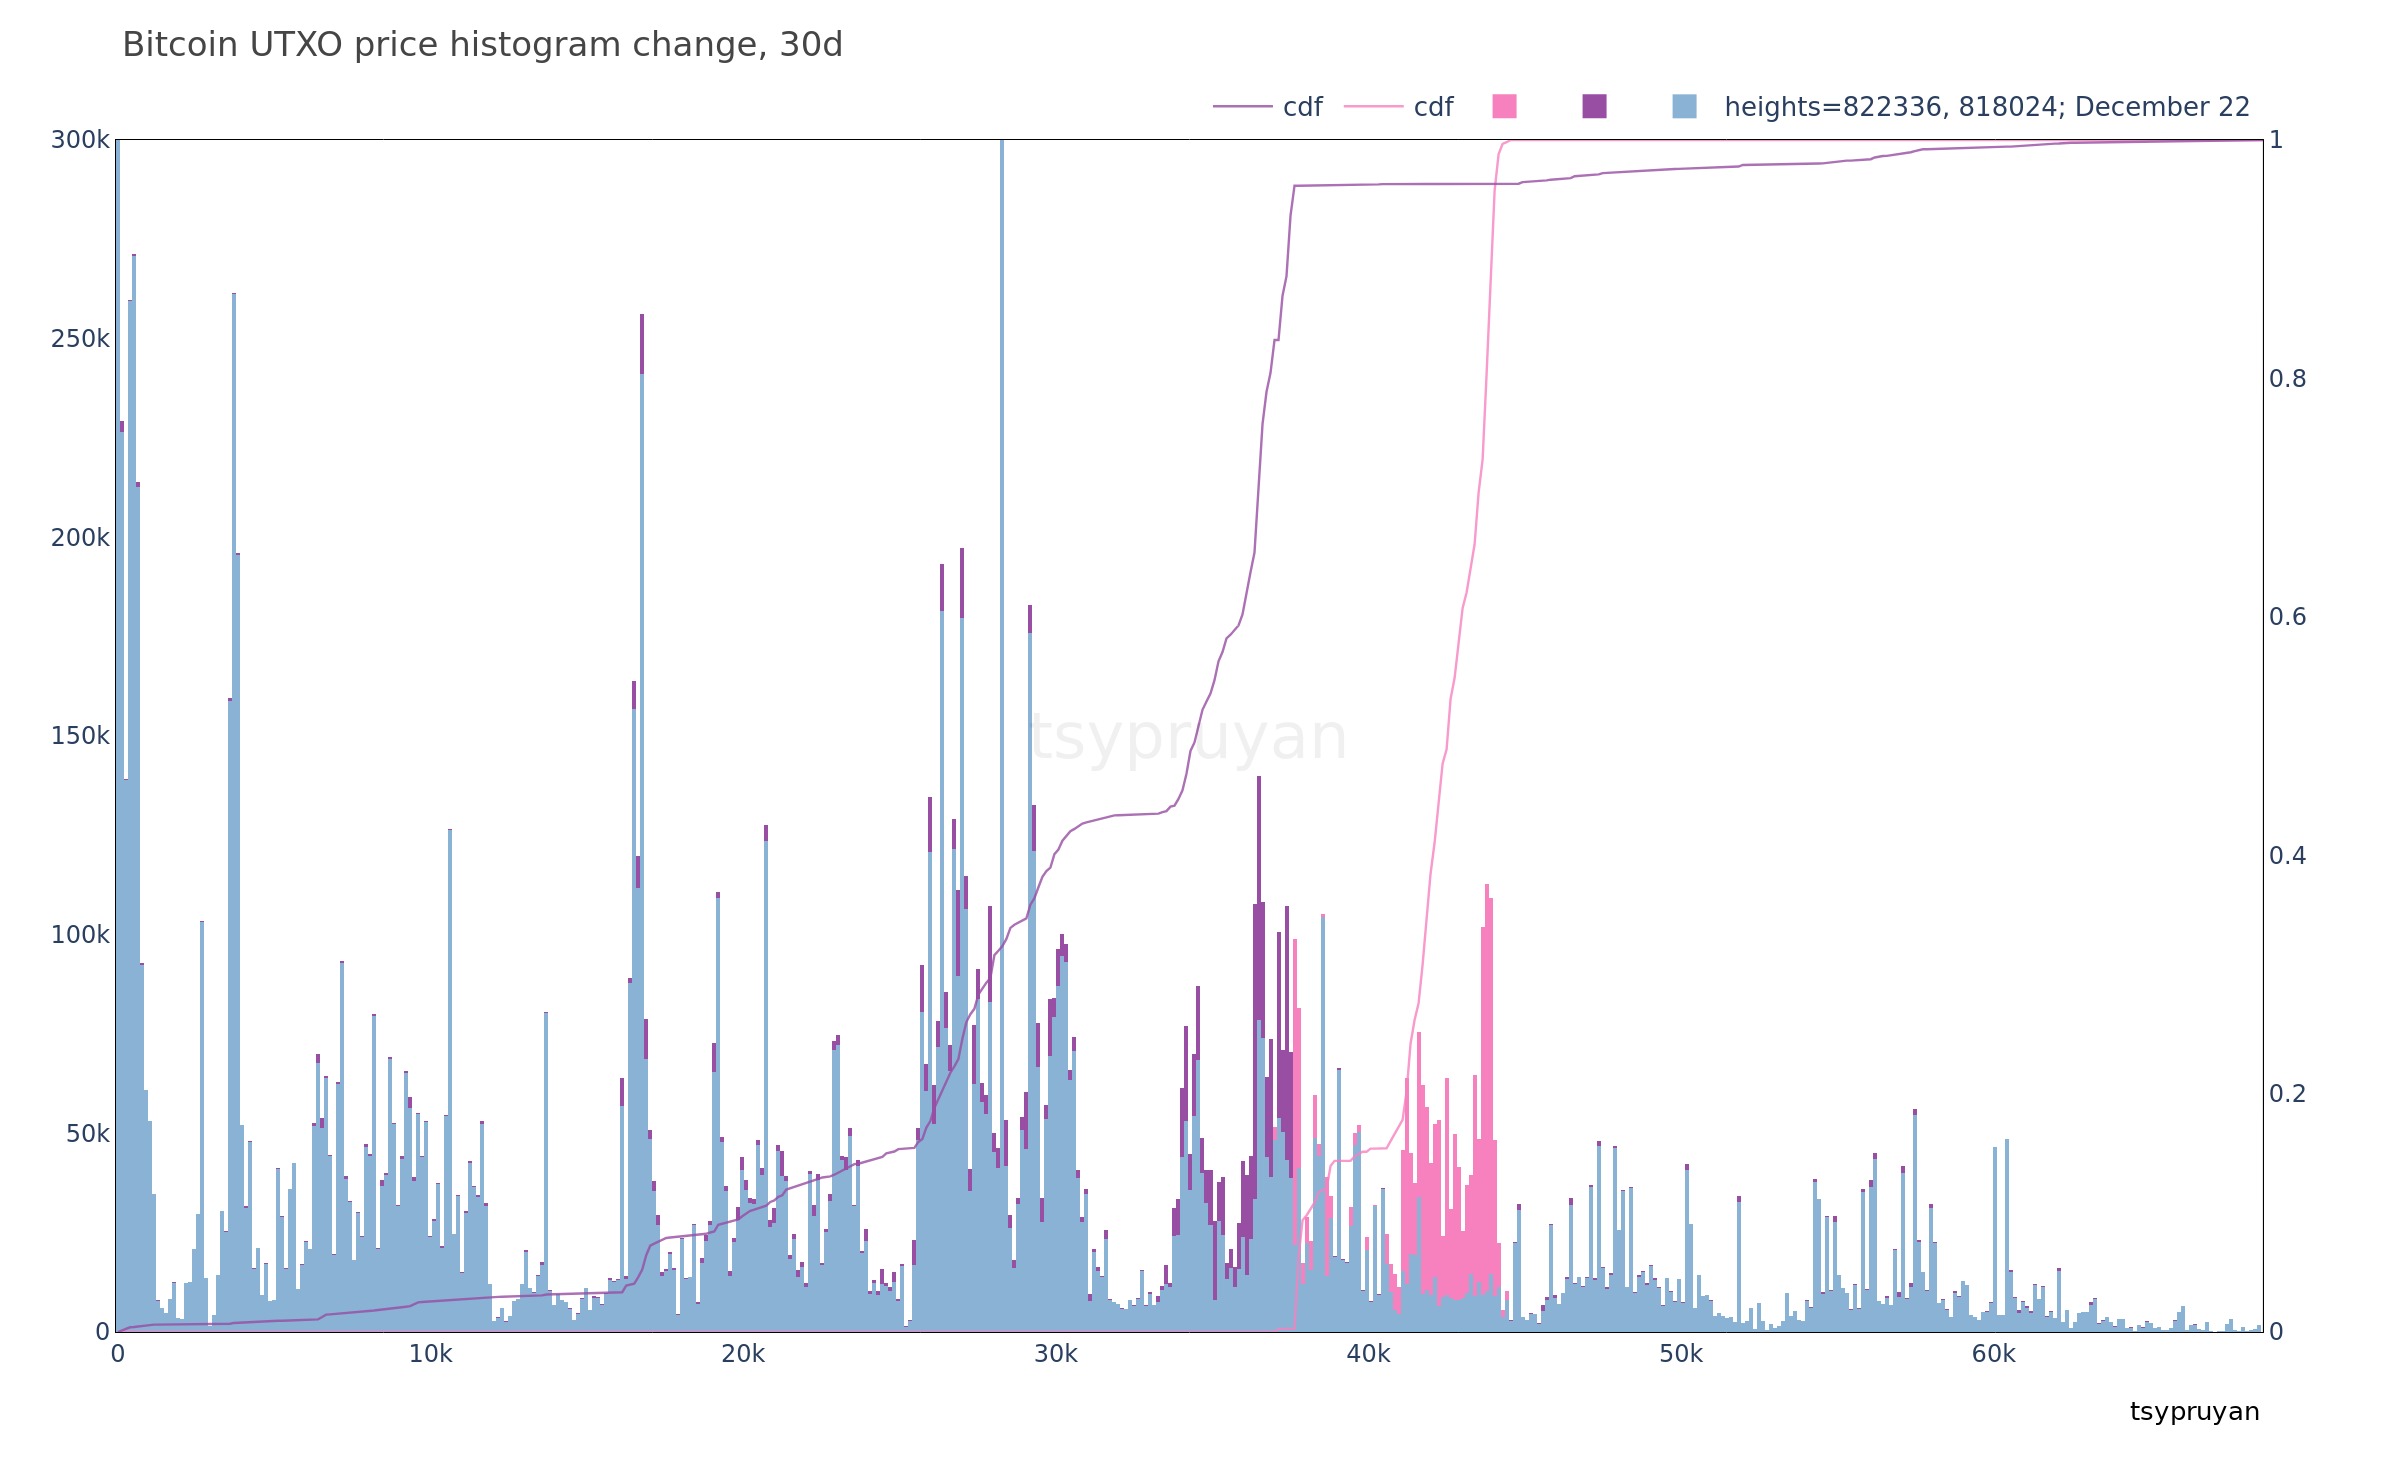 Bitcoin UTXO price histogram change, 30d
cdf cdf heights=822336, 818024; December 22
300k 1
250k
0.8
200k
0.6
150k
tsypruyan
0.4
100k
0.2
50k
0 0
0 10k 20k 30k 40k 50k 60k
tsypruyan